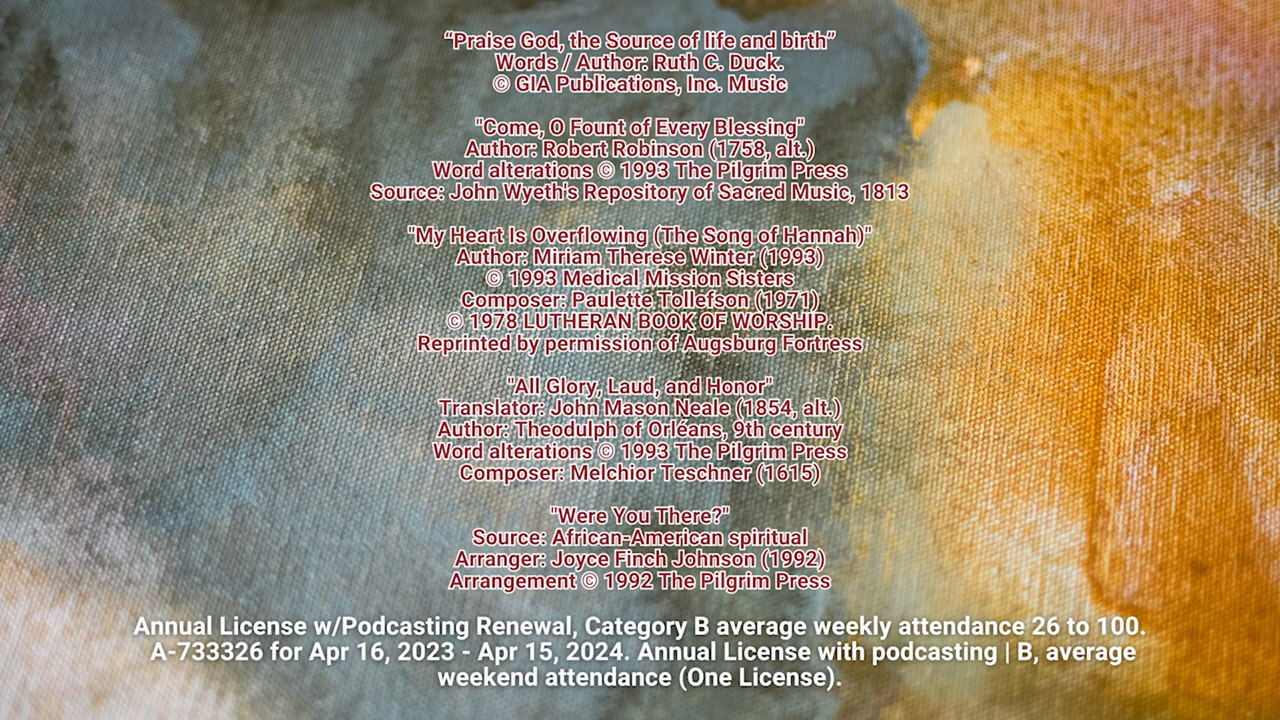 “Praise God, the Source of life and birth”
Words / Author: Ruth C. Duck.
© GIA Publications, Inc. Music
"Come, O Fount of Every Blessing"
Author: Robert Robinson (1758, alt.)
Word alterations © 1993 The Pilgrim Press
Source: John Wyeth's Repository of Sacred Music, 1813
"My Heart Is Overflowing (The Song of Hannah)"
Author: Miriam Therese Winter (1993)
© 1993 Medical Mission Sisters
Composer: Paulette Tollefson (1971)
© 1978 LUTHERAN BOOK OF WORSHIP.
Reprinted by permission of Augsburg Fortress
"All Glory, Laud, and Honor"
Translator: John Mason Neale (1854, alt.)
Author: Theodulph of Orléans, 9th century
Word alterations © 1993 The Pilgrim Press
Composer: Melchior Teschner (1615)
"Were You There?"
Source: African-American spiritual
Arranger: Joyce Finch Johnson (1992)
Arrangement © 1992 The Pilgrim Press
Annual License w/Podcasting Renewal, Category B average weekly attendance 26 to 100.
A-733326 for Apr 16, 2023 - Apr 15, 2024. Annual License with podcasting | B, average
weekend attendance (One License).